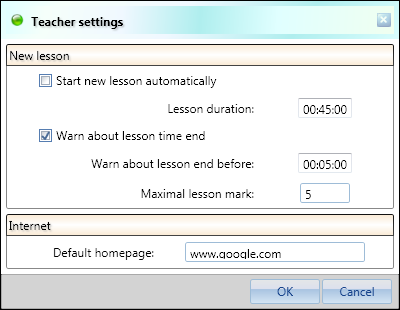 Teacher settings
New lesson
Start new lesson automatically
Lesson duration: 00:45:00
Warn about lesson time end
Warn about lesson end before: 00:05:00
Maximal lesson mark: 5
Internet
Default homepage: www.google.com
OK Cancel